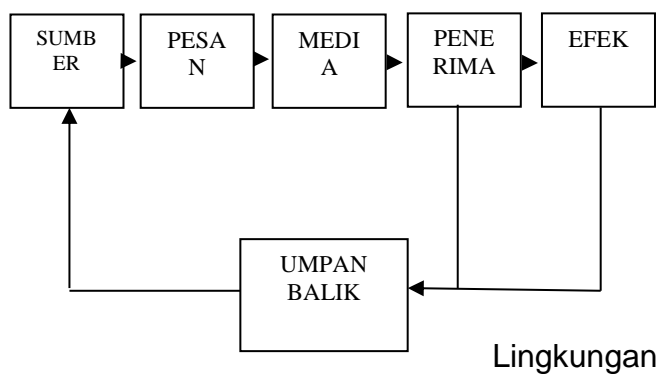 SUMB
ER
PESA
N
MEDI
A
PENE
RIMA
EFEK
UMPAN
BALIK
Lingkungan